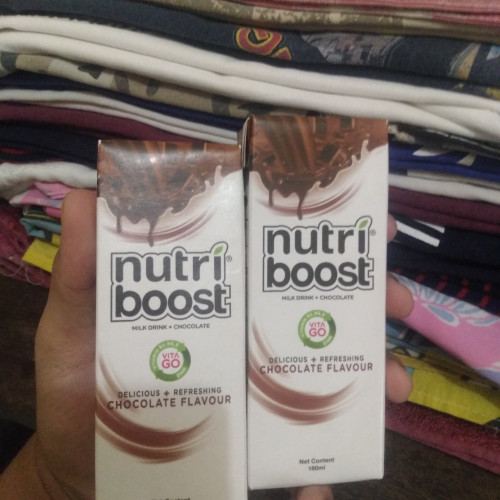 nutri
boost
MILK DRINK + CHOCOLATE
VITA
GO
DELICIOUS + REFRESHING
CHOCOLATE FLAVOUR
nutri
boost
MILK DRINK + CHOCOLATE
VITA
GO
DELICIOUS + REFRESHING
CHOCOLATE FLAVOUR
Net Content
180ml